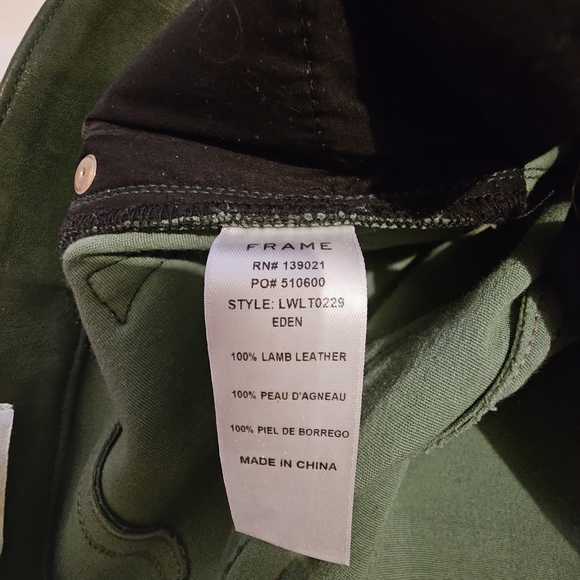 FRAME
RN# 139021
PO# 510600
STYLE: LWLT0229
EDEN
100% LAMB LEATHER
100% PEAU D'AGNEAU
100% PIEL DE BORREGO
MADE IN CHINA